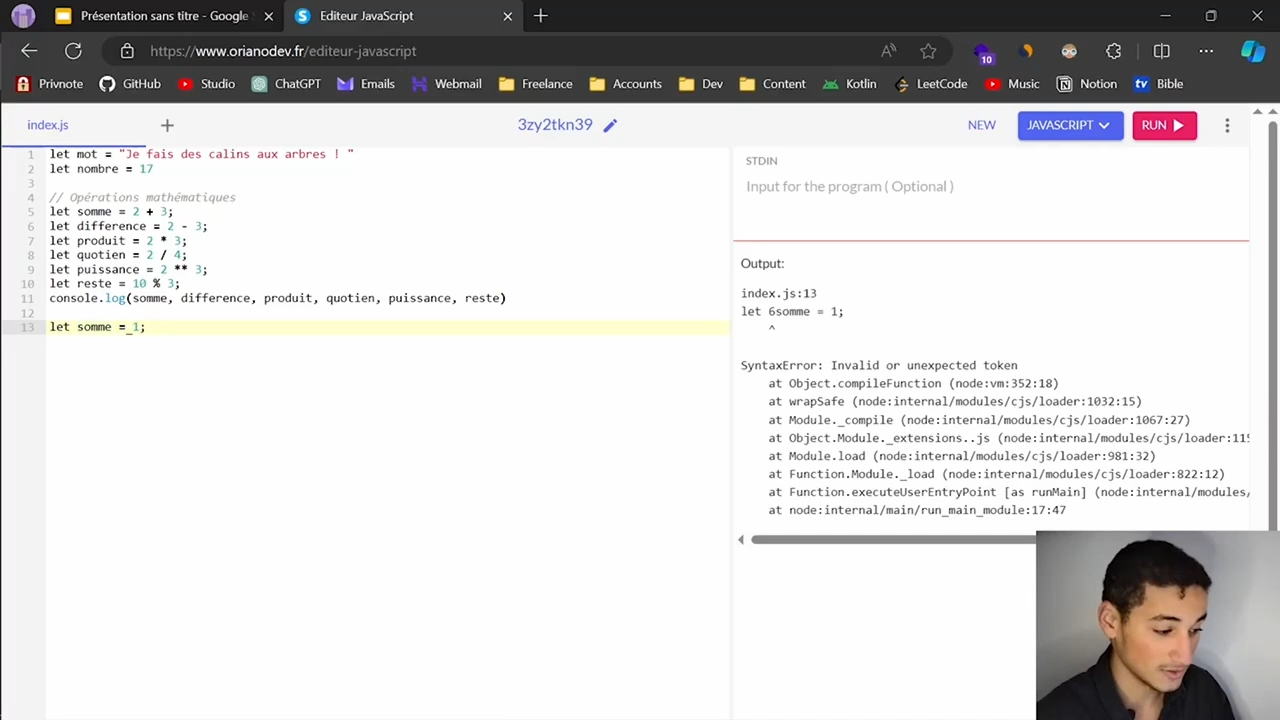 Présentation sans titre - Google
Editeur JavaScript
https://www.orianodev.fr/editeur-javascript
A
10
Privnote GitHub Studio ChatGPT Emails Webmail Freelance Accounts Dev Content Kotlin LeetCode Music Notion tv Bible
index.js
3zy2tkn39
NEW
JAVASCRIPT
RUN
1 let mot = "Je fais des calins aux arbres ! "
2 let nombre = 17
3
4 // Opérations mathématiques
5 let somme = 2 + 3;
6 let difference = 2 - 3;
7 let produit = 2 * 3;
8 let quotien = 2 / 4;
9 let puissance = 2 ** 3;
10 let reste = 10 % 3;
11 console.log(somme, difference, produit, quotien, puissance, reste)
12
13 let somme = 1;
STDIN
Input for the program ( Optional )
Output:
index.js:13
let 6somme = 1;
^
SyntaxError: Invalid or unexpected token
at Object.compileFunction (node:vm:352:18)
at wrapSafe (node:internal/modules/cjs/loader:1032:15)
at Module._compile (node:internal/modules/cjs/loader:1067:27)
at Object.Module._extensions..js (node:internal/modules/cjs/loader:115
at Module.load (node:internal/modules/cjs/loader:981:32)
at Function.Module._load (node:internal/modules/cjs/loader:822:12)
at Function.executeUserEntryPoint [as runMain] (node:internal/modules/
at node:internal/main/run_main_module:17:47